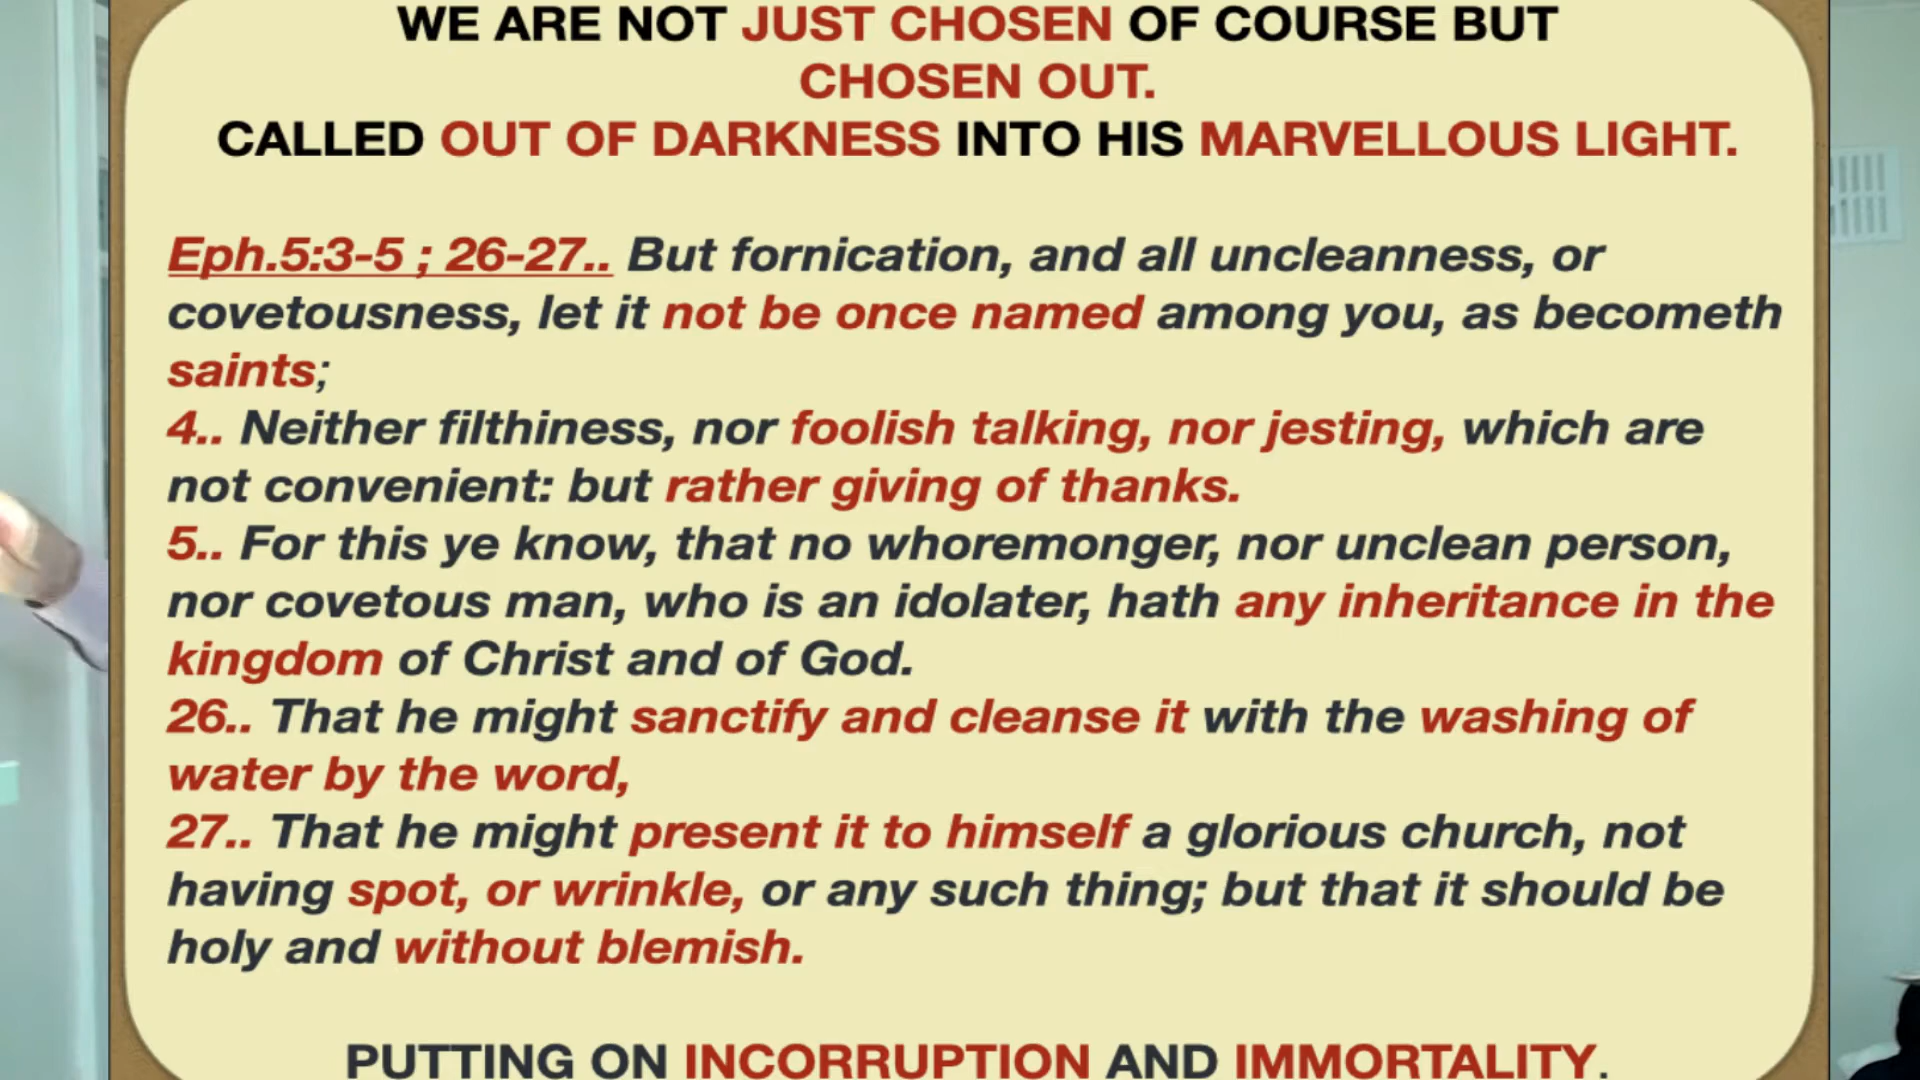 WE ARE NOT JUST CHOSEN OF COURSE BUT
CHOSEN OUT.
CALLED OUT OF DARKNESS INTO HIS MARVELLOUS LIGHT.
Eph.5:3-5 ; 26-27.. But fornication, and all uncleanness, or
covetousness, let it not be once named among you, as becometh
saints;
4.. Neither filthiness, nor foolish talking, nor jesting, which are
not convenient: but rather giving of thanks.
5.. For this ye know, that no whoremonger, nor unclean person,
nor covetous man, who is an idolater, hath any inheritance in the
kingdom of Christ and of God.
26.. That he might sanctify and cleanse it with the washing of
water by the word,
27.. That he might present it to himself a glorious church, not
having spot, or wrinkle, or any such thing; but that it should be
holy and without blemish.
PUTTING ON INCORRUPTION AND IMMORTALITY.